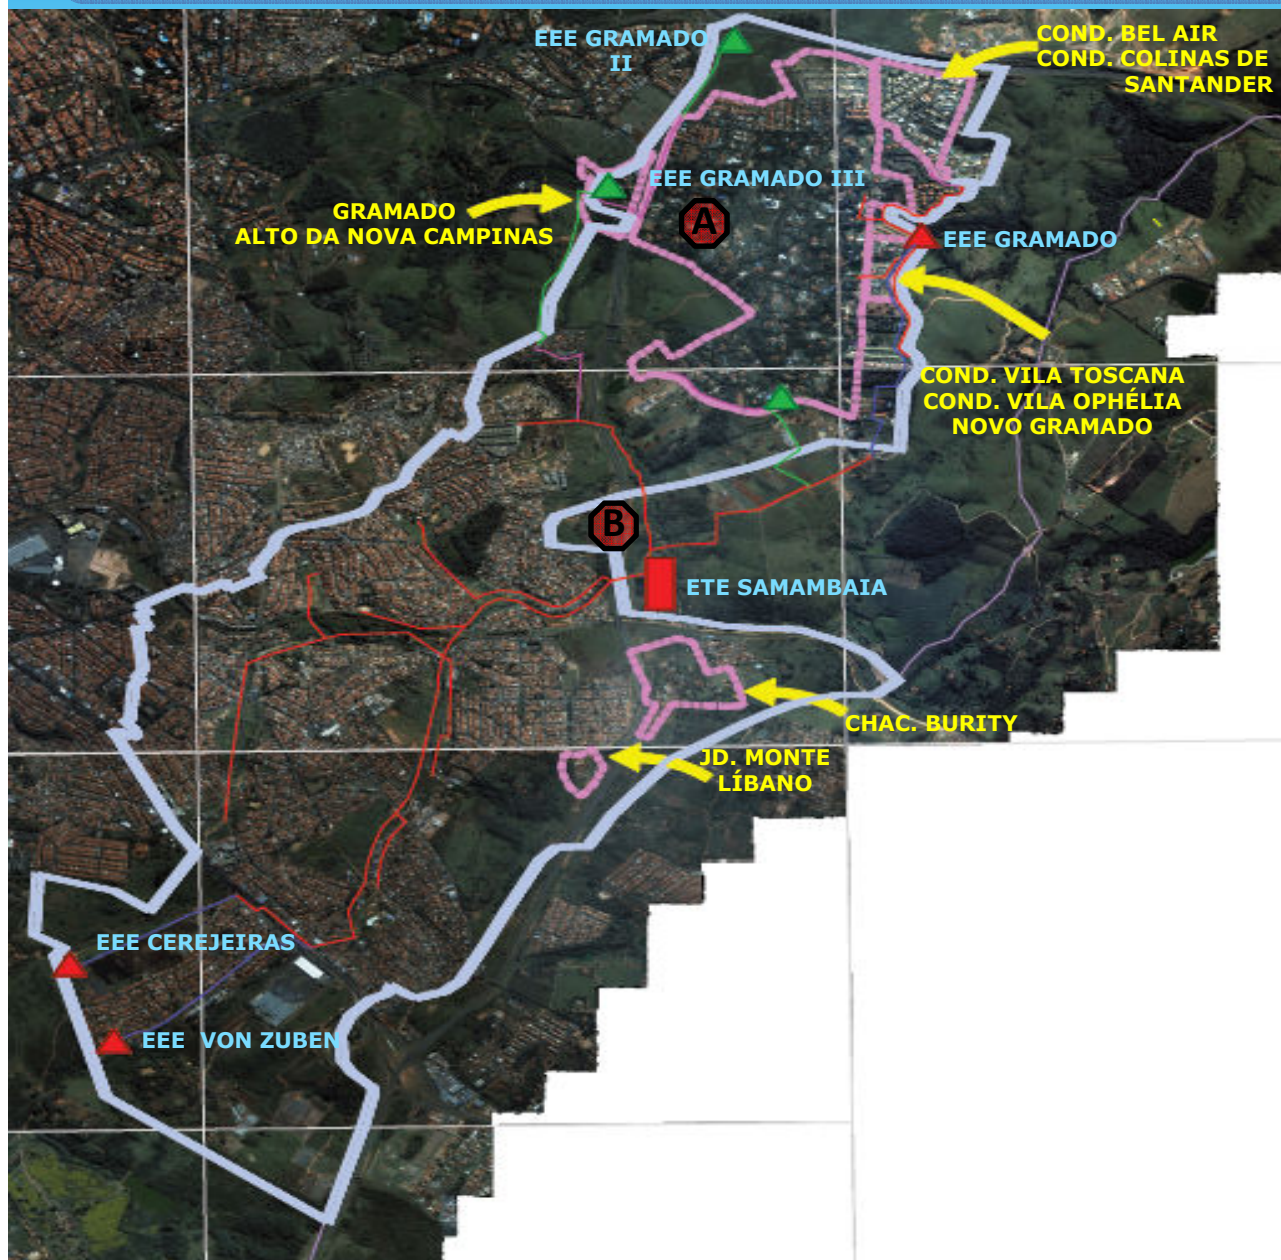 EEE GRAMADO
II
COND. BEL AIR
COND. COLINAS DE
SANTANDER
EEE GRAMADO III
GRAMADO
ALTO DA NOVA CAMPINAS
A
EEE GRAMADO
COND. VILA TOSCANA
COND. VILA OPHÉLIA
NOVO GRAMADO
B
ETE SAMAMBAIA
CHAC. BURITY
JD. MONTE
LÍBANO
EEE CEREJEIRAS
EEE VON ZUBEN